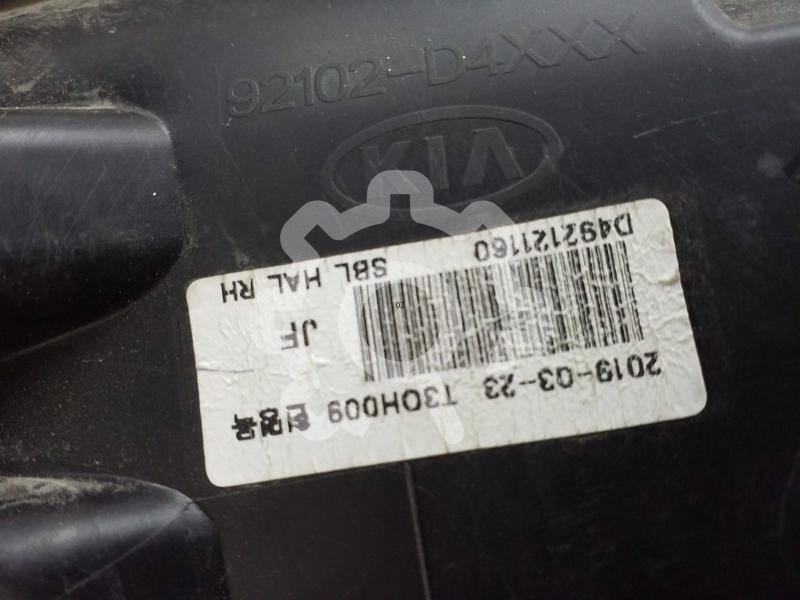 92102-D4XXX
KIA
D492121160
SBL HAL RH
JF
2019-03-23 T3OH009